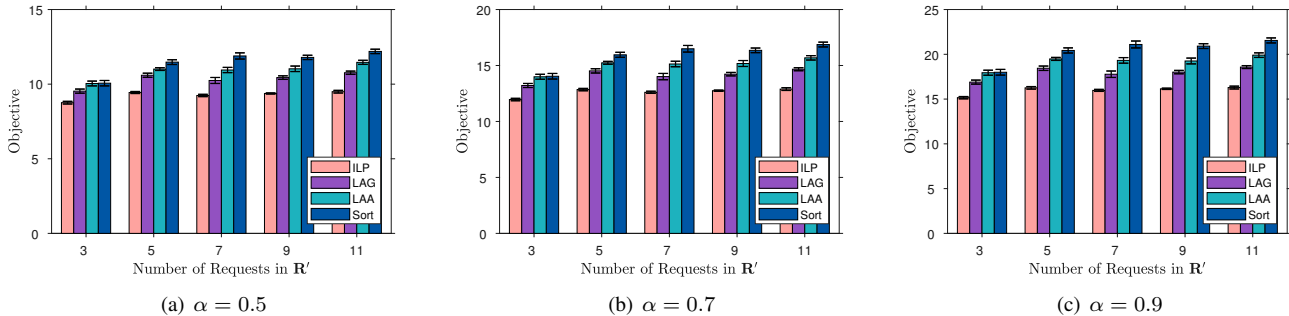 15
10
5
0
Objective
3 5 7 9 11
Number of Requests in R′
ILP
LAG
LAA
Sort
(a) α = 0.5
20
15
10
5
0
Objective
3 5 7 9 11
Number of Requests in R′
ILP
LAG
LAA
Sort
(b) α = 0.7
25
20
15
10
5
0
Objective
3 5 7 9 11
Number of Requests in R′
ILP
LAG
LAA
Sort
(c) α = 0.9